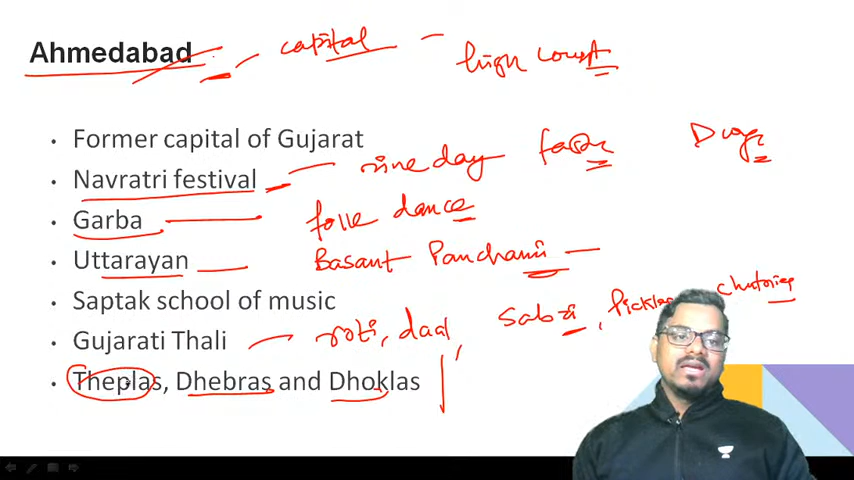 Ahmedabad capital high court
Former capital of Gujarat
Navratri festival nine day fast Durga
Garba folk dance
Uttarayan Basant Panchami
Saptak school of music
Gujarati Thali roti, daal, sabzi, Pickles, chutnies
Theplas, Dhebras and Dhoklas